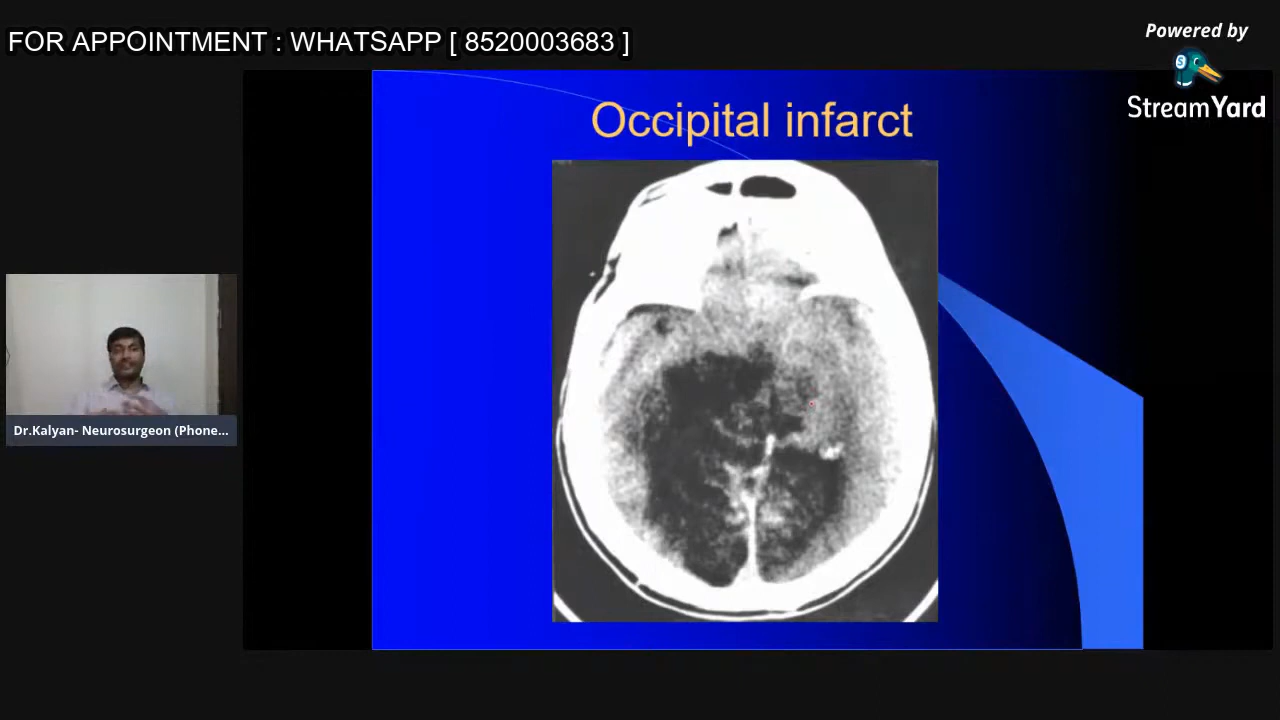 FOR APPOINTMENT : WHATSAPP [ 8520003683 ]
Powered by
StreamYard
Occipital infarct
Dr.Kalyan- Neurosurgeon (Phone...